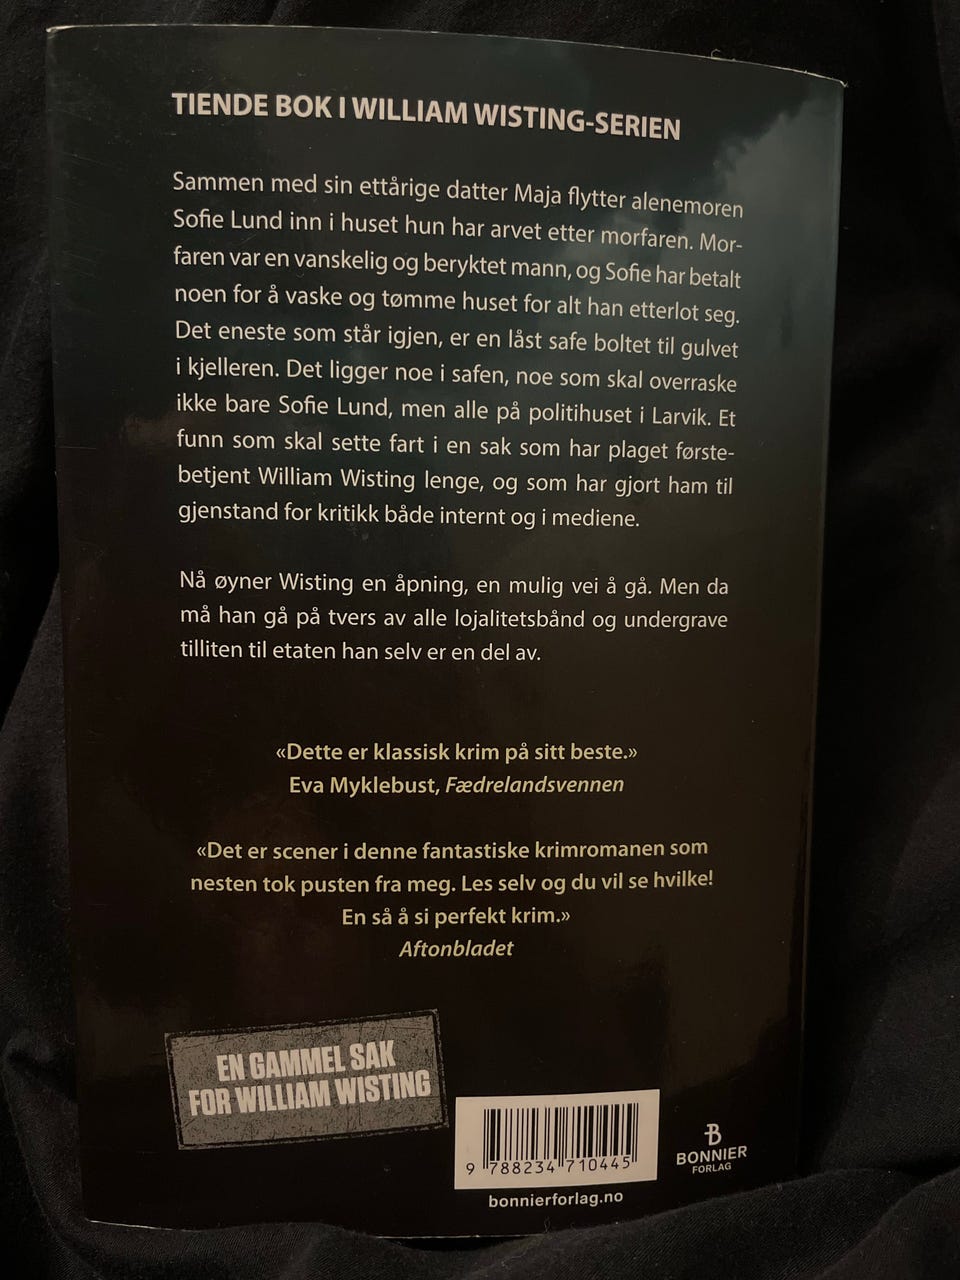 TIENDE BOK I WILLIAM WISTING-SERIEN
Sammen med sin ettårige datter Maja flytter alenemoren
Sofie Lund inn i huset hun har arvet etter morfaren. Mor-
faren var en vanskelig og beryktet mann, og Sofie har betalt
noen for å vaske og tømme huset for alt han etterlot seg.
Det eneste som står igjen, er en låst safe boltet til gulvet
i kjelleren. Det ligger noe i safen, noe som skal overraske
ikke bare Sofie Lund, men alle på politihuset i Larvik. Et
funn som skal sette fart i en sak som har plaget første-
betjent William Wisting lenge, og som har gjort ham til
gjenstand for kritikk både internt og i mediene.
Nå øyner Wisting en åpning, en mulig vei å gå. Men da
må han gå på tvers av alle lojalitetsbånd og undergrave
tilliten til etaten han selv er en del av.
«Dette er klassisk krim på sitt beste.»
Eva Myklebust, Fædrelandsvennen
«Det er scener i denne fantastiske krimromanen som
nesten tok pusten fra meg. Les selv og du vil se hvilke!
En så å si perfekt krim.»
Aftonbladet
EN GAMMEL SAK
FOR WILLIAM WISTING
9 788234 710445
bonnierforlag.no
B
BONNIER
FORLAG